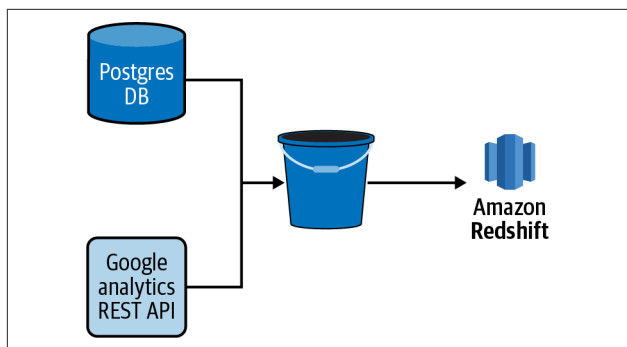 Postgres
DB
Google
analytics
REST API
Amazon
Redshift